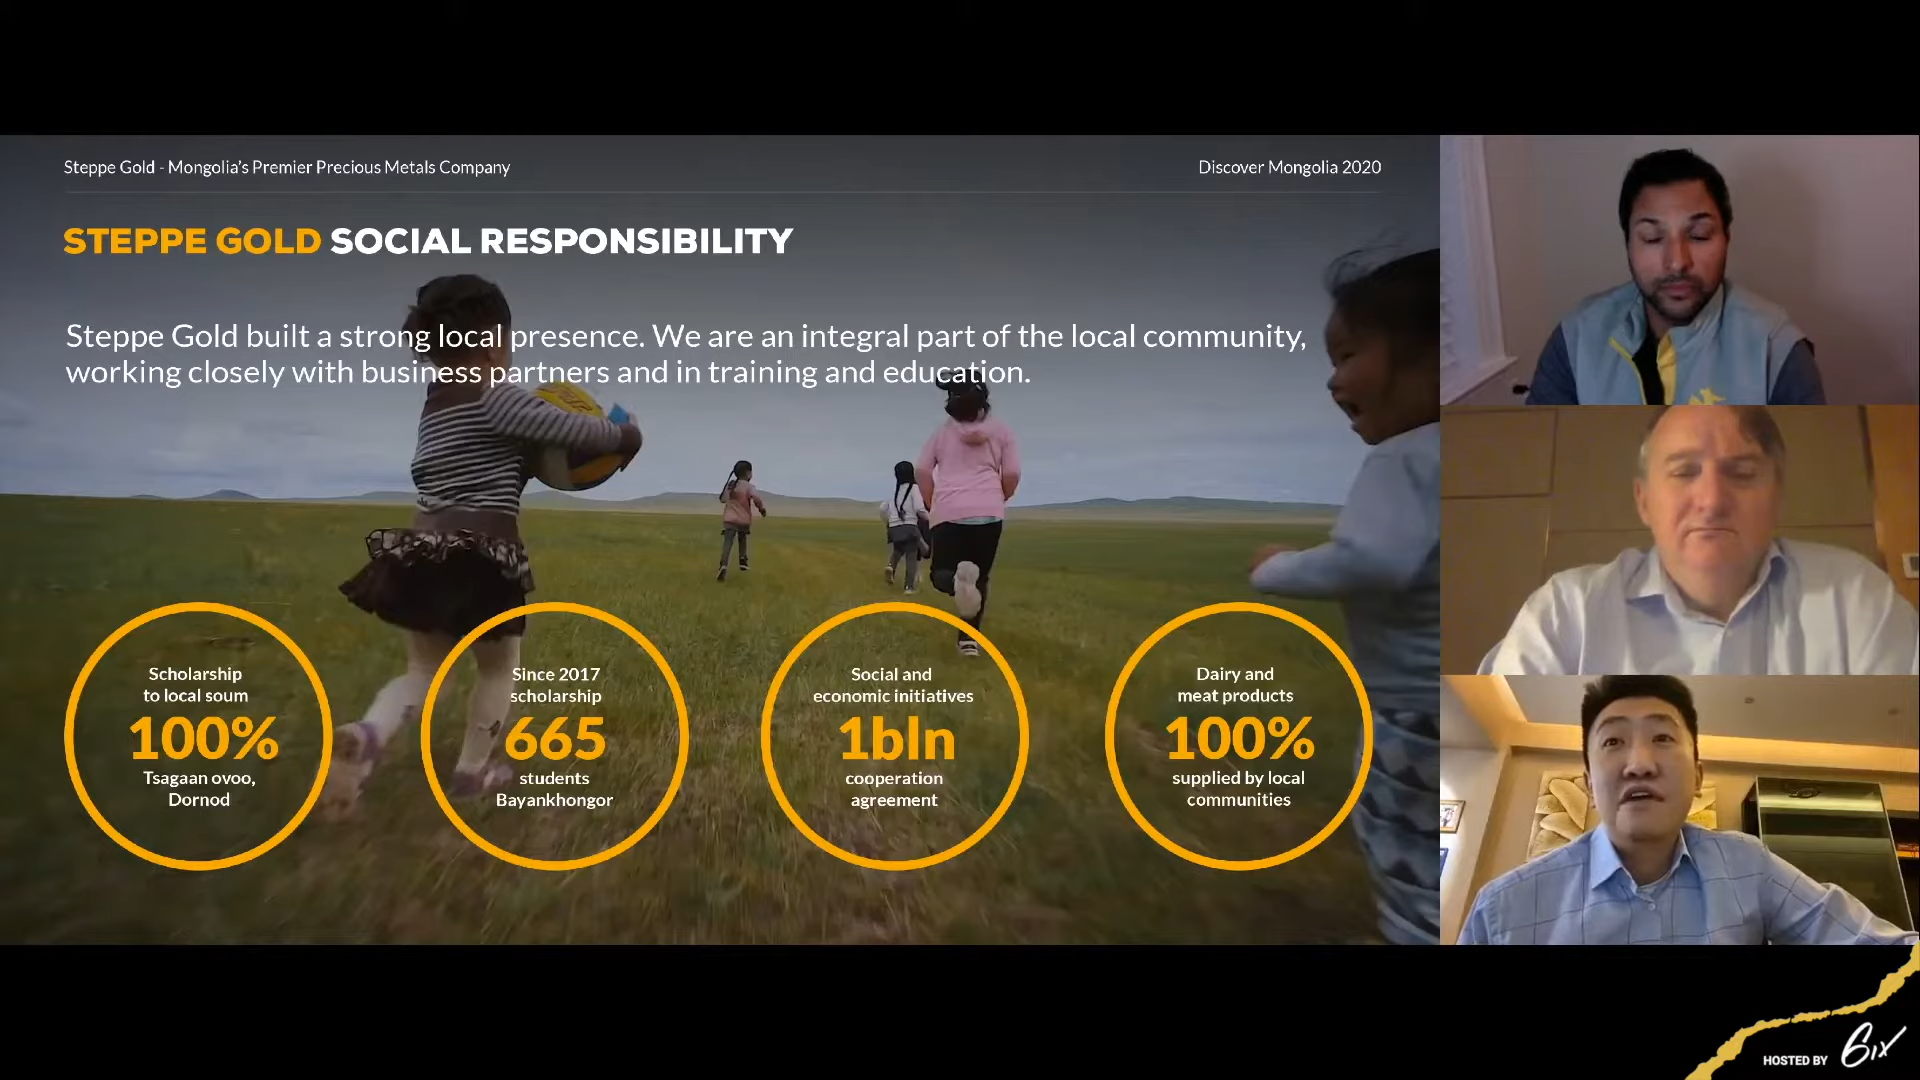 Steppe Gold - Mongolia's Premier Precious Metals Company
Discover Mongolia 2020
STEPPE GOLD SOCIAL RESPONSIBILITY
Steppe Gold built a strong local presence. We are an integral part of the local community,
working closely with business partners and in training and education.
Scholarship
to local soum
100%
Tsagaan ovoo,
Dornod
Since 2017
scholarship
665
students
Bayankhongor
Social and
economic initiatives
1bln
cooperation
agreement
Dairy and
meat products
100%
supplied by local
communities
HOSTED BY 6ix